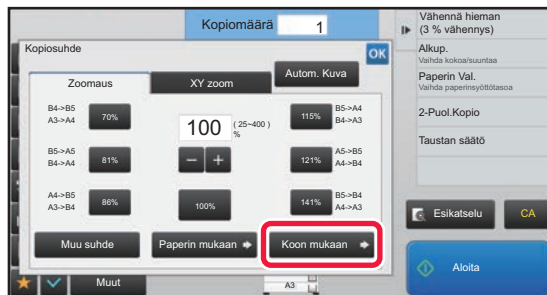 Kopiomäärä 1
Kopiosuhde
OK
Zoomaus
XY zoom
Autom. Kuva
B4->B5
A3->A4
70%
B5->A5
B4->A4
81%
A4->B5
A3->B4
86%
100
( 25~400 )
%
100%
115%
B5->A4
B4->A3
121%
A5->B5
A4->B4
141%
B5->B4
A4->A3
Muu suhde
Paperin mukaan
Koon mukaan
Muut
A3
Vähennä hieman
(3 % vähennys)
Alkup.
Vaihda kokoa/suuntaa
Paperin Val.
Vaihda paperinsyöttötasoa
2-Puol.Kopio
Taustan säätö
Esikatselu
CA
Aloita